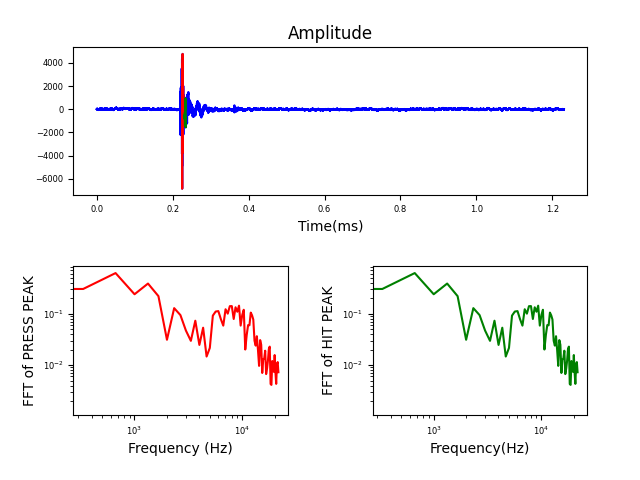 Amplitude
4000
2000
0
−2000
−4000
−6000
0.0 0.2 0.4 0.6 0.8 1.0 1.2
Time(ms)
FFT of PRESS PEAK
10⁻¹
10⁻²
10³ 10⁴
Frequency (Hz)
FFT of HIT PEAK
10⁻¹
10⁻²
10³ 10⁴
Frequency(Hz)